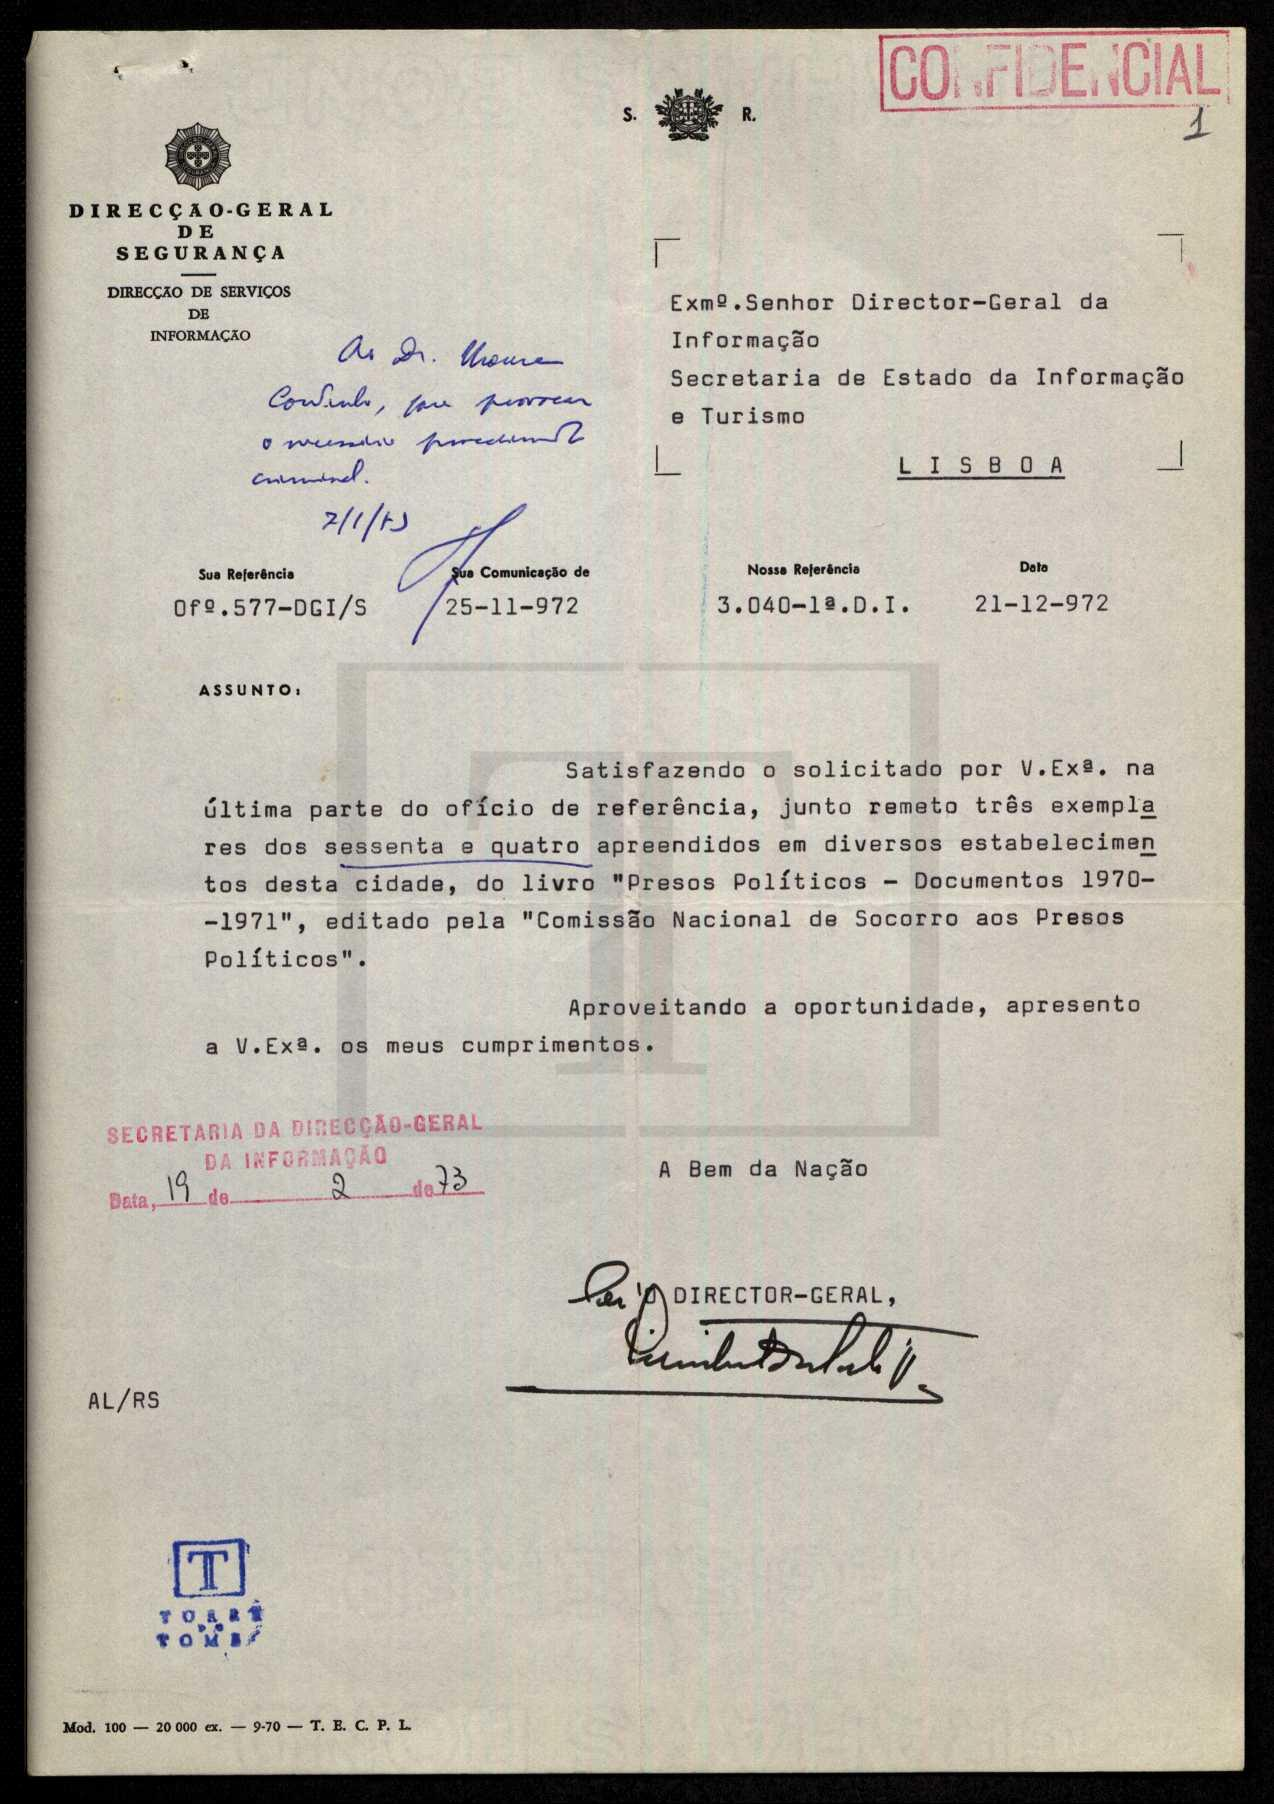 CONFIDENCIAL
1
S. R.
DIRECÇÃO-GERAL
DE
SEGURANÇA
DIRECÇÃO DE SERVIÇOS
DE
INFORMAÇÃO
Ao Dr. Moura
Coutinho, para provocar
o necessário procedimento
criminal.
2/1/73
Exmº.Senhor Director-Geral da
Informação
Secretaria de Estado da Informação
e Turismo
L I S B O A
Sua Referência Sua Comunicação de Nossa Referência Data
Ofº.577-DGI/S 25-11-972 3.040-1ª.D.I. 21-12-972
ASSUNTO:
Satisfazendo o solicitado por V.Exª. na
última parte do ofício de referência, junto remeto três exempla
res dos sessenta e quatro apreendidos em diversos estabelecimen
tos desta cidade, do livro "Presos Políticos - Documentos 1970-
-1971", editado pela "Comissão Nacional de Socorro aos Presos
Políticos".
Aproveitando a oportunidade, apresento
a V.Exª. os meus cumprimentos.
SECRETARIA DA DIRECÇÃO-GERAL
DA INFORMAÇÃO
Data, 19 de 2 de 73
A Bem da Nação
Pel'O DIRECTOR-GERAL,
AL/RS
T
TORRE
DO
TOMBO
Mod. 100 — 20 000 ex. — 9-70 — T. E. C. P. L.